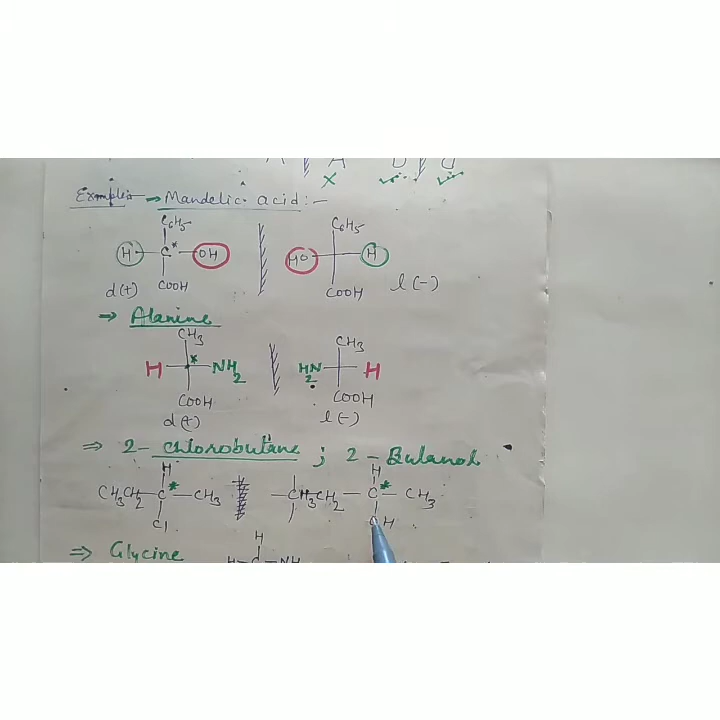 Examples → Mandelic acid :-
C6H5 C6H5
H C* OH HO H
COOH COOH
d(+) l(-)
⇒ Alanine
CH3 CH3
H * NH2 H2N H
COOH COOH
d(+) l(-)
⇒ 2-chlorobutane ; 2-Butanol
H H
CH3CH2-C*-CH3 CH3CH2-C*-CH3
Cl OH
⇒ Glycine H
H-C-NH